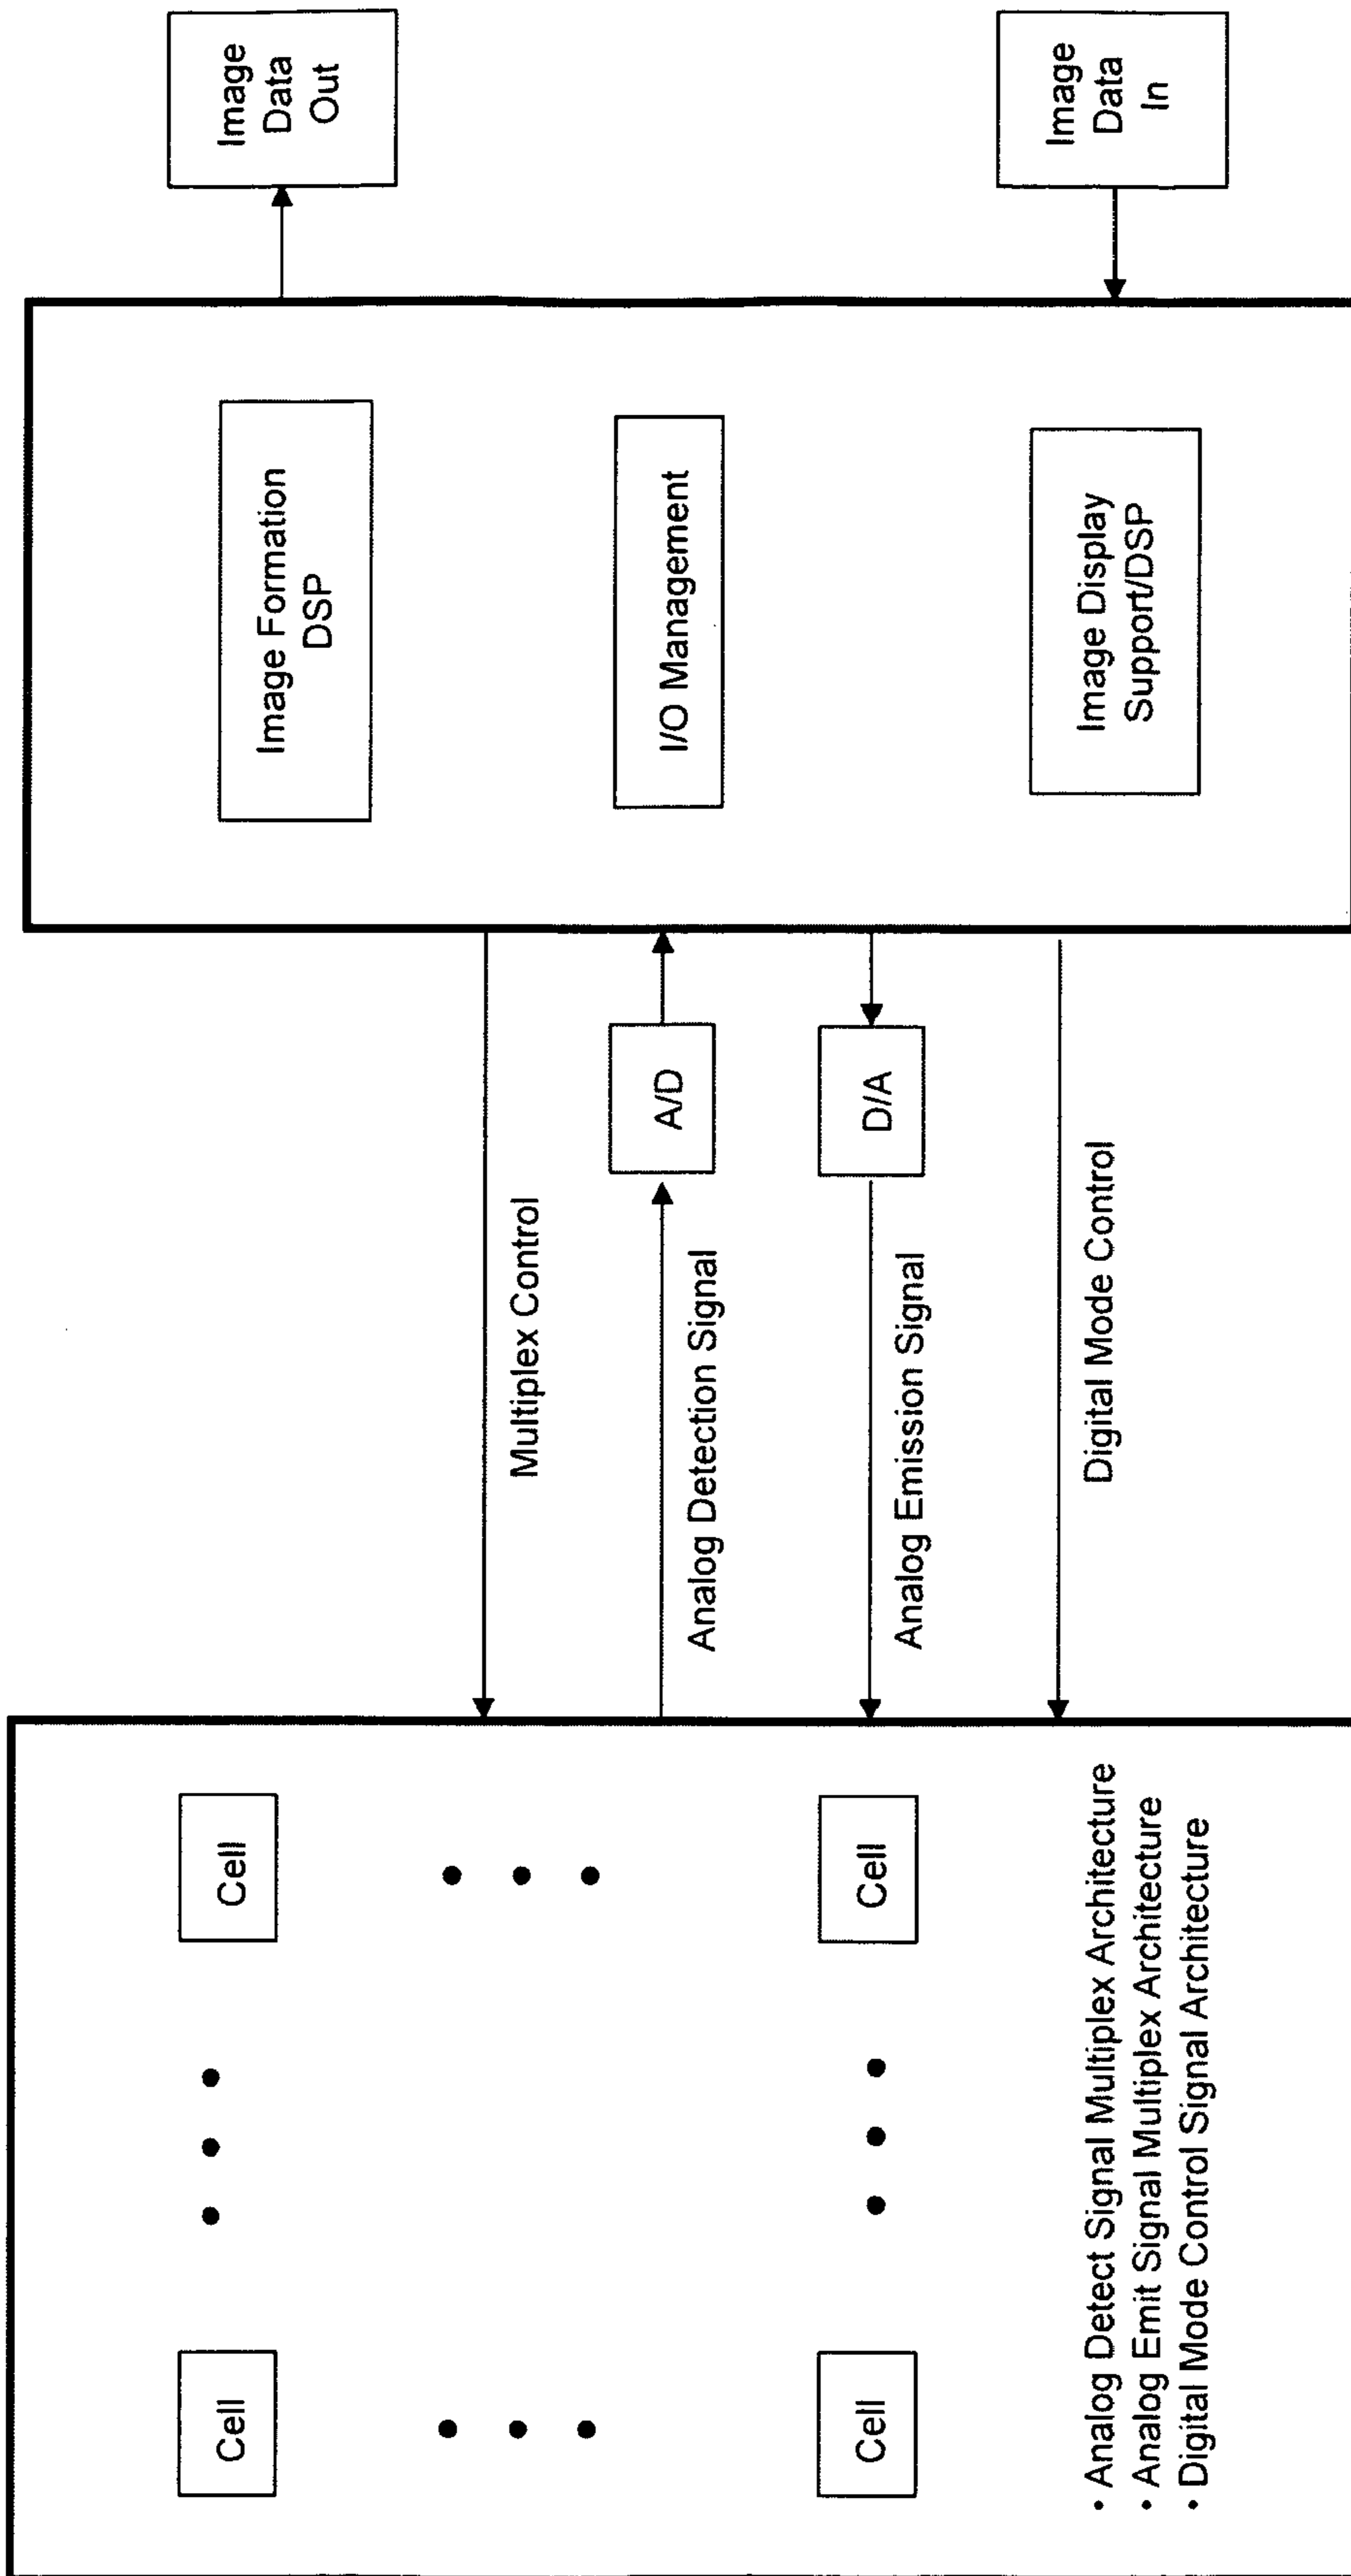 Cell
Cell
Cell
Cell
• Analog Detect Signal Multiplex Architecture
• Analog Emit Signal Multiplex Architecture
• Digital Mode Control Signal Architecture
Multiplex Control
A/D
Analog Detection Signal
D/A
Analog Emission Signal
Digital Mode Control
Image Formation
DSP
I/O Management
Image Display
Support/DSP
Image
Data
Out
Image
Data
In